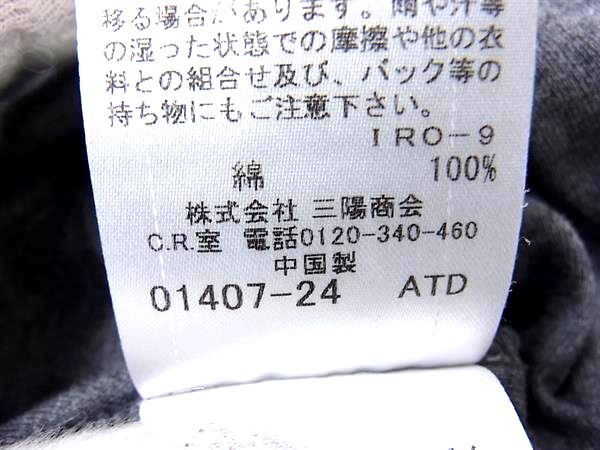 移る場合があります。雨や汗等
の湿った状態での摩擦や他の衣
料との組合せ及び、バック等の
持ち物にもご注意下さい。
IRO-9
綿 100%
株式会社 三陽商会
C.R.室 電話0120-340-460
中国製
01407-24 ATD